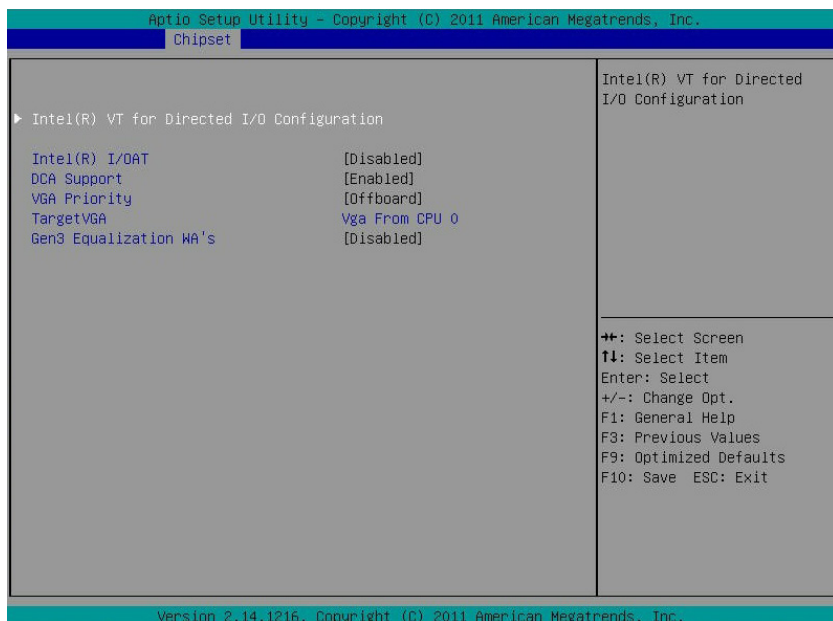 Aptio Setup Utility - Copyright (C) 2011 American Megatrends, Inc.
Chipset
Intel(R) VT for Directed I/O Configuration
Intel(R) I/OAT [Disabled]
DCA Support [Enabled]
VGA Priority [Offboard]
TargetVGA Vga From CPU 0
Gen3 Equalization WA's [Disabled]
Intel(R) VT for Directed
I/O Configuration
→←: Select Screen
↑↓: Select Item
Enter: Select
+/-: Change Opt.
F1: General Help
F3: Previous Values
F9: Optimized Defaults
F10: Save ESC: Exit
Version 2.14.1216. Copyright (C) 2011 American Megatrends, Inc.